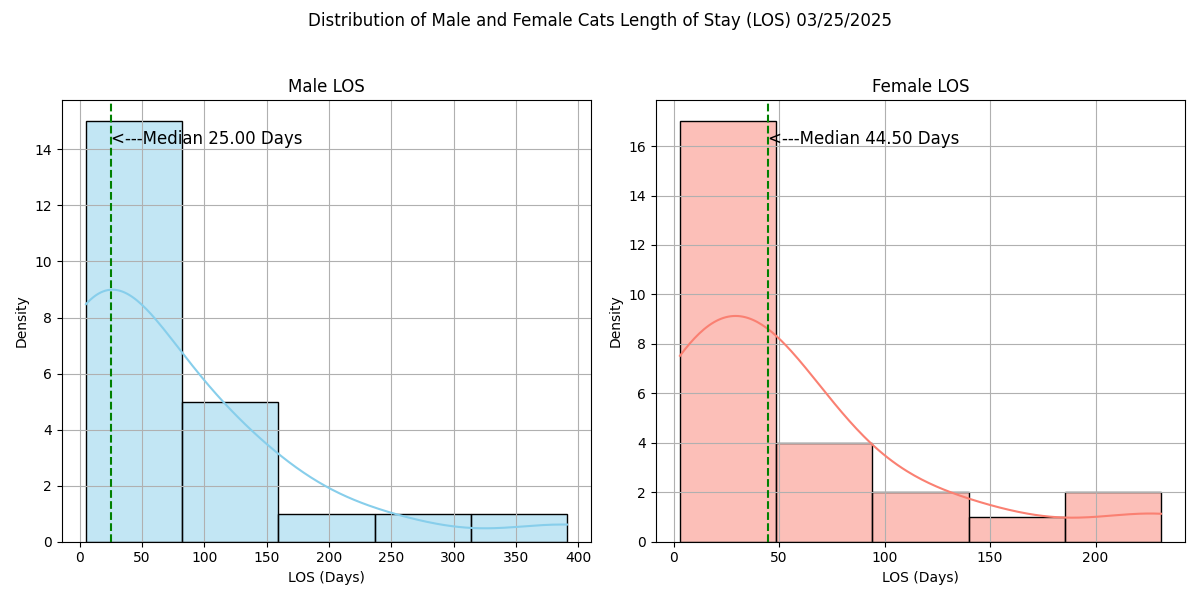 Distribution of Male and Female Cats Length of Stay (LOS) 03/25/2025
Male LOS
<---Median 25.00 Days
Density
14
12
10
8
6
4
2
0
0 50 100 150 200 250 300 350 400
LOS (Days)
Female LOS
<---Median 44.50 Days
Density
16
14
12
10
8
6
4
2
0
0 50 100 150 200
LOS (Days)